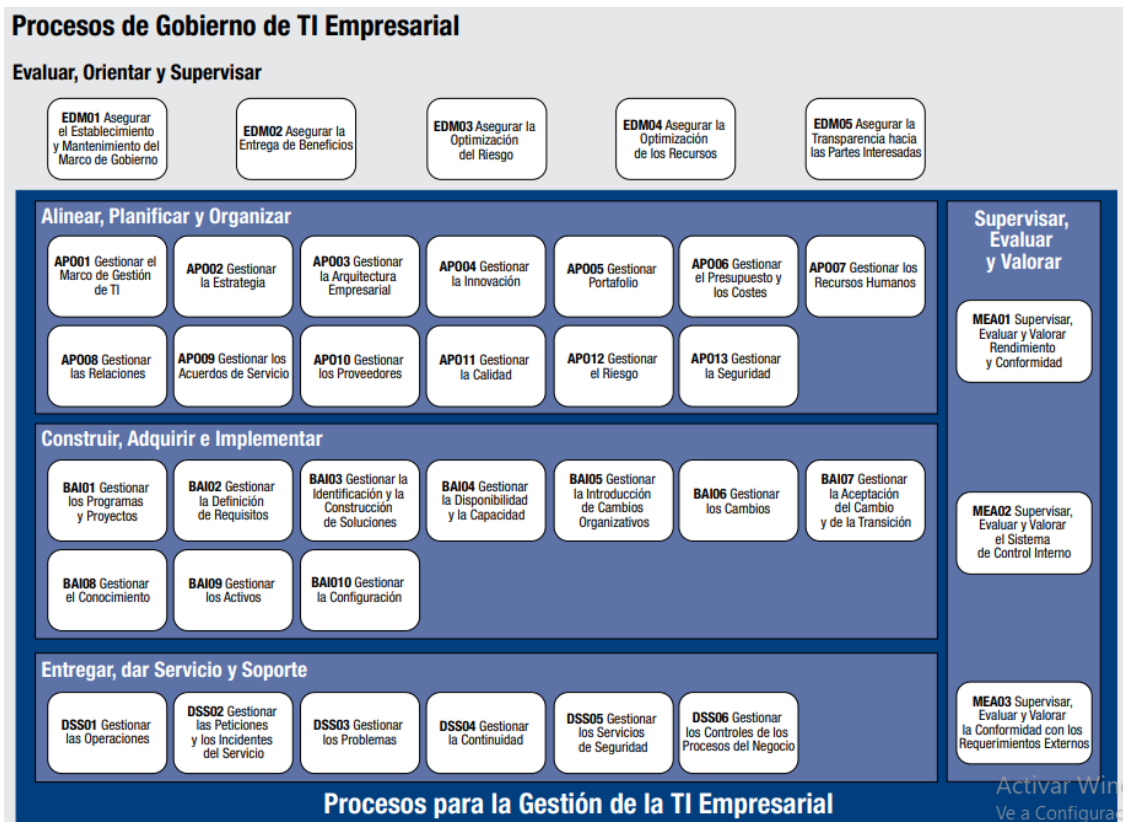 Procesos de Gobierno de TI Empresarial
Evaluar, Orientar y Supervisar
EDM01 Asegurar
el Establecimiento
y Mantenimiento del
Marco de Gobierno
EDM02 Asegurar la
Entrega de Beneficios
EDM03 Asegurar la
Optimización
del Riesgo
EDM04 Asegurar la
Optimización
de los Recursos
EDM05 Asegurar la
Transparencia hacia
las Partes Interesadas
Alinear, Planificar y Organizar
APO01 Gestionar el
Marco de Gestión
de TI
APO02 Gestionar
la Estrategia
APO03 Gestionar
la Arquitectura
Empresarial
APO04 Gestionar
la Innovación
APO05 Gestionar
Portafolio
APO06 Gestionar
el Presupuesto y
los Costes
APO07 Gestionar los
Recursos Humanos
APO08 Gestionar
las Relaciones
APO09 Gestionar los
Acuerdos de Servicio
APO10 Gestionar
los Proveedores
APO11 Gestionar
la Calidad
APO12 Gestionar
el Riesgo
APO13 Gestionar
la Seguridad
Construir, Adquirir e Implementar
BAI01 Gestionar
los Programas
y Proyectos
BAI02 Gestionar
la Definición
de Requisitos
BAI03 Gestionar la
Identificación y la
Construcción
de Soluciones
BAI04 Gestionar
la Disponibilidad
y la Capacidad
BAI05 Gestionar
la Introducción
de Cambios
Organizativos
BAI06 Gestionar
los Cambios
BAI07 Gestionar
la Aceptación
del Cambio
y de la Transición
BAI08 Gestionar
el Conocimiento
BAI09 Gestionar
los Activos
BAI010 Gestionar
la Configuración
Entregar, dar Servicio y Soporte
DSS01 Gestionar
las Operaciones
DSS02 Gestionar
las Peticiones
y los Incidentes
del Servicio
DSS03 Gestionar
los Problemas
DSS04 Gestionar
la Continuidad
DSS05 Gestionar
los Servicios
de Seguridad
DSS06 Gestionar
los Controles de los
Procesos del Negocio
Supervisar,
Evaluar
y Valorar
MEA01 Supervisar,
Evaluar y Valorar
Rendimiento
y Conformidad
MEA02 Supervisar,
Evaluar y Valorar
el Sistema
de Control Interno
MEA03 Supervisar,
Evaluar y Valorar
la Conformidad con los
Requerimientos Externos
Procesos para la Gestión de la TI Empresarial
Activar Win
Ve a Configurac